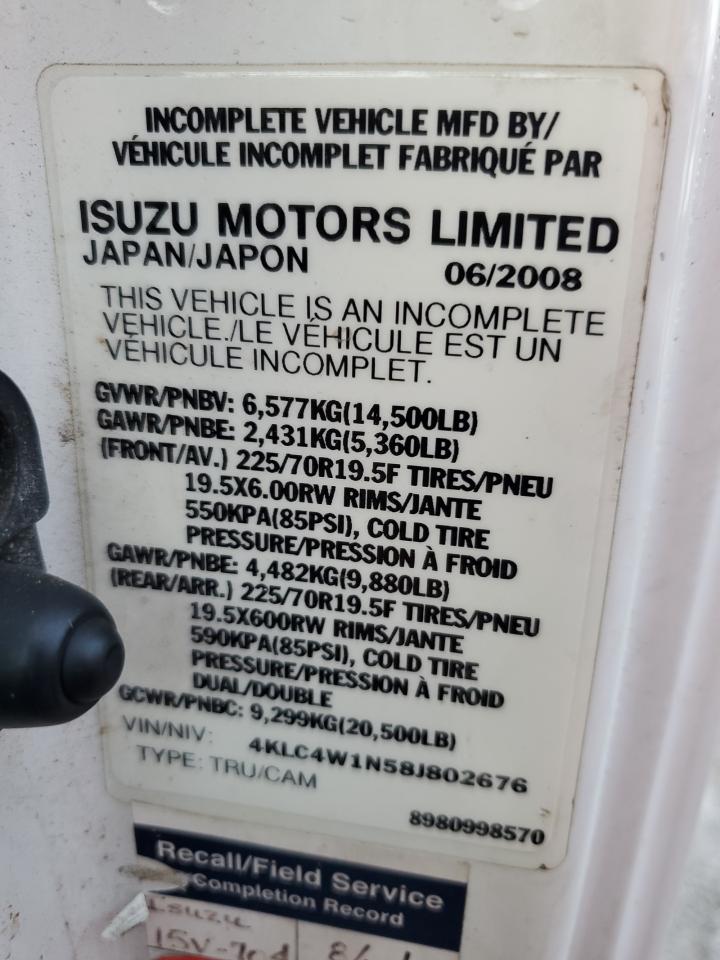 INCOMPLETE VEHICLE MFD BY/
VÉHICULE INCOMPLET FABRIQUÉ PAR
ISUZU MOTORS LIMITED
JAPAN/JAPON 06/2008
THIS VEHICLE IS AN INCOMPLETE
VEHICLE./LE VÉHICULE EST UN
VÉHICULE INCOMPLET.
GVWR/PNBV: 6,577KG(14,500LB)
GAWR/PNBE: 2,431KG(5,360LB)
(FRONT/AV.) 225/70R19.5F TIRES/PNEU
19.5X6.00RW RIMS/JANTE
550KPA(85PSI), COLD TIRE
PRESSURE/PRESSION À FROID
GAWR/PNBE: 4,482KG(9,880LB)
(REAR/ARR.) 225/70R19.5F TIRES/PNEU
19.5X600RW RIMS/JANTE
590KPA(85PSI), COLD TIRE
PRESSURE/PRESSION À FROID
DUAL/DOUBLE
GCWR/PNBC: 9,299KG(20,500LB)
VIN/NIV: 4KLC4W1N58J802676
TYPE: TRU/CAM
8980998570
Recall/Field Service
Completion Record
Isuzu
15V-704